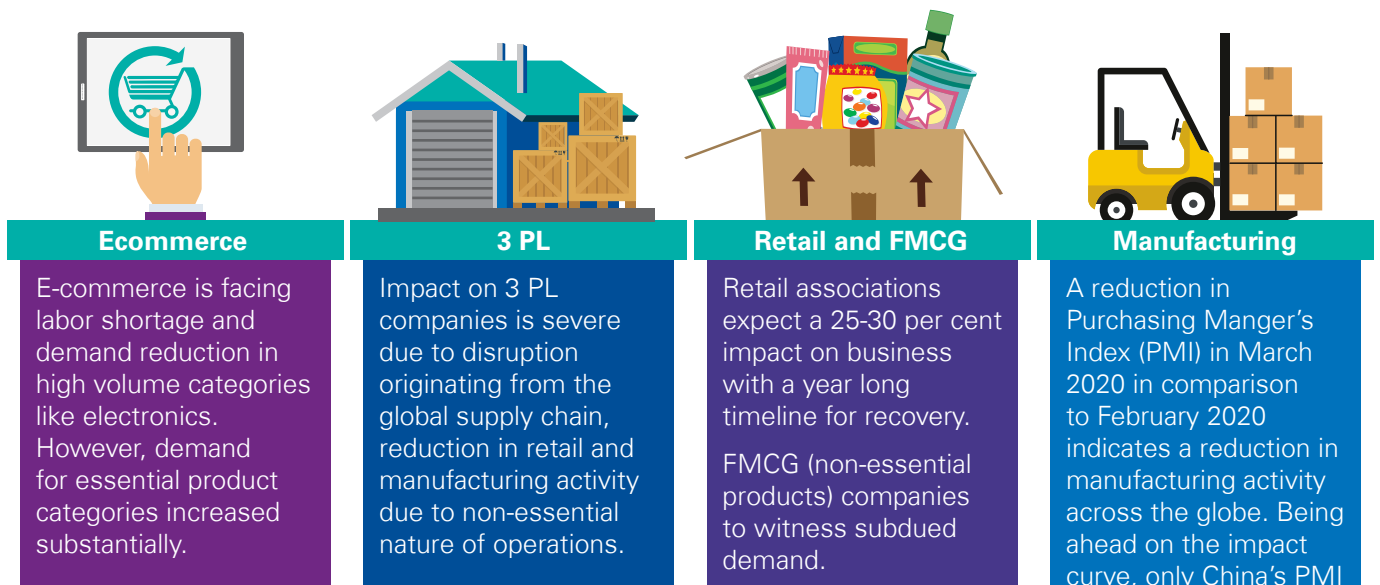 Ecommerce
E-commerce is facing
labor shortage and
demand reduction in
high volume categories
like electronics.
However, demand
for essential product
categories increased
substantially.
3 PL
Impact on 3 PL
companies is severe
due to disruption
originating from the
global supply chain,
reduction in retail and
manufacturing activity
due to non-essential
nature of operations.
Retail and FMCG
Retail associations
expect a 25-30 per cent
impact on business
with a year long
timeline for recovery.
FMCG (non-essential
products) companies
to witness subdued
demand.
Manufacturing
A reduction in
Purchasing Manger's
Index (PMI) in March
2020 in comparison
to February 2020
indicates a reduction in
manufacturing activity
across the globe. Being
ahead on the impact
curve, only China's PMI